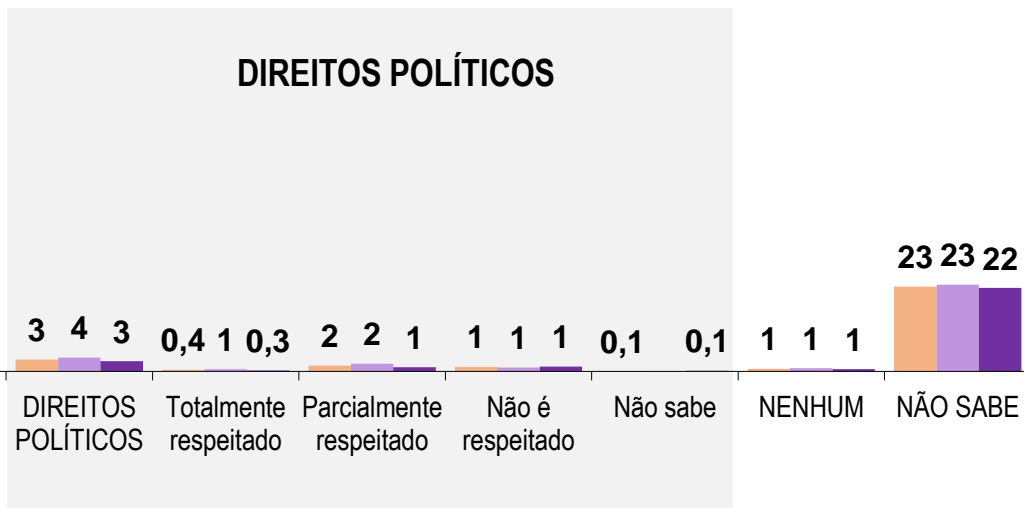 DIREITOS POLÍTICOS
23 23 22
3 4 3 0,4 1 0,3 2 2 1 1 1 1 0,1 0,1 1 1 1
DIREITOS POLÍTICOS
Totalmente respeitado
Parcialmente respeitado
Não é respeitado
Não sabe
NENHUM
NÃO SABE